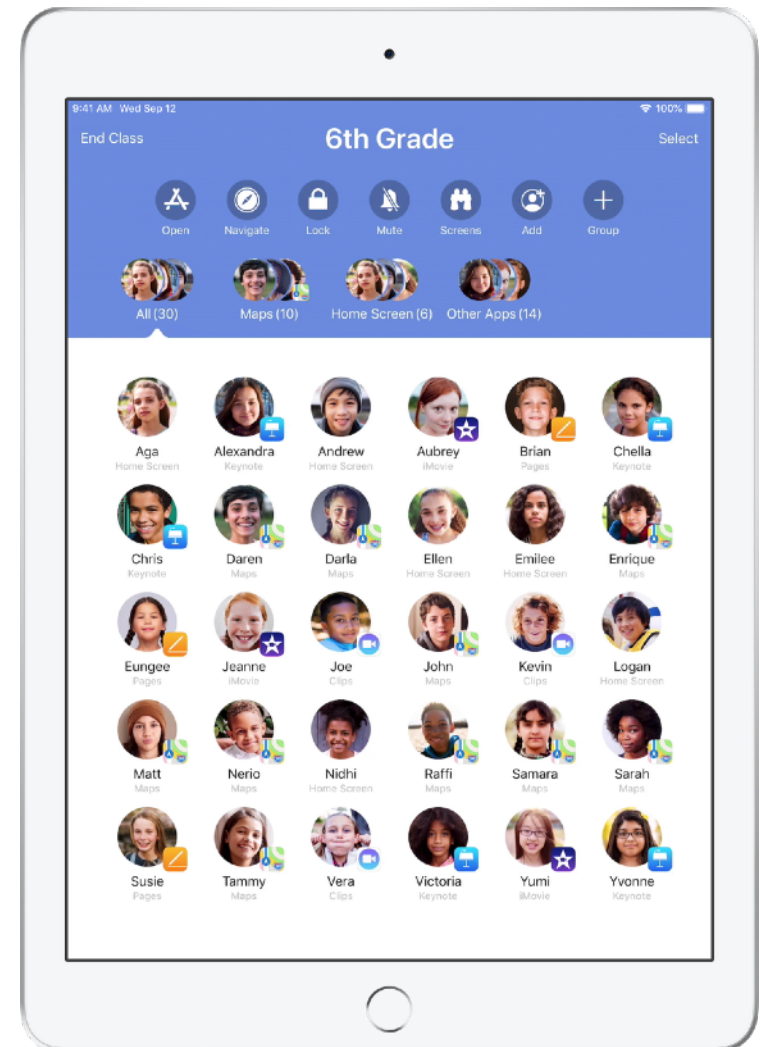 9:41 AM Wed Sep 12 100%
End Class 6th Grade Select
Open Navigate Lock Mute Screens Add Group
All (30) Maps (10) Home Screen (6) Other Apps (14)
Aga Alexandra Andrew Aubrey Brian Chella
Home Screen Keynote Home Screen iMovie Pages Keynote
Chris Daren Darla Ellen Emilee Enrique
Keynote Maps Maps Home Screen Home Screen Maps
Eungee Jeanne Joe John Kevin Logan
Pages iMovie Clips Maps Clips Home Screen
Matt Nerio Nidhi Raffi Samara Sarah
Maps Maps Home Screen Maps Maps Maps
Susie Tammy Vera Victoria Yumi Yvonne
Pages Maps Clips Keynote iMovie Keynote